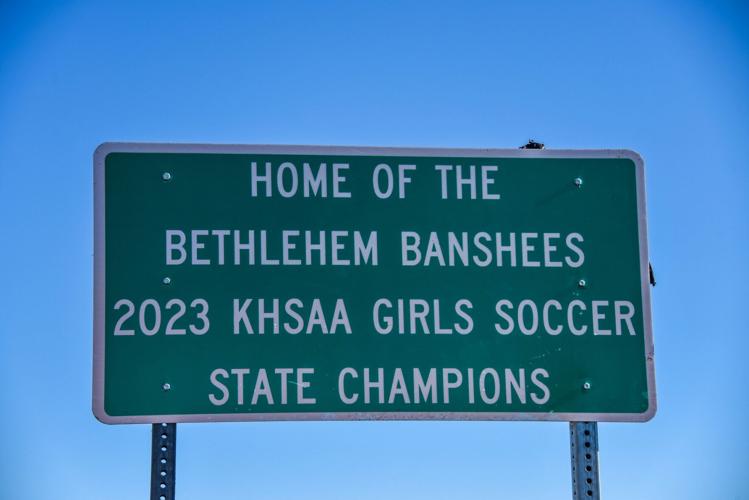 HOME OF THE
BETHLEHEM BANSHEES
2023 KHSAA GIRLS SOCCER
STATE CHAMPIONS